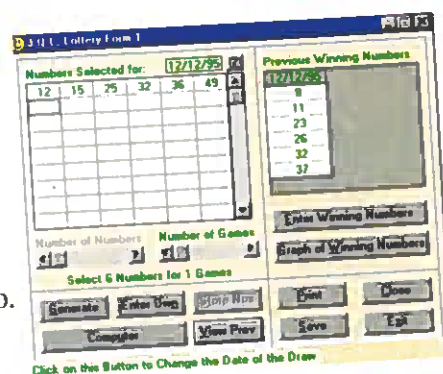 Lottery Form 1
Numbers Selected for: 12/12/95
12 15 25 32 36 49
Previous Winning Numbers
12/12/95
11
23
26
32
37
Enter Winning Numbers
Graph of Winning Numbers
Number of Numbers Number of Games
Select 6 Numbers for 1 Games
Generate Enter Own
Computer View Prev
Print Close
Save Exit
Click on this Button to Change the Date of the Draw